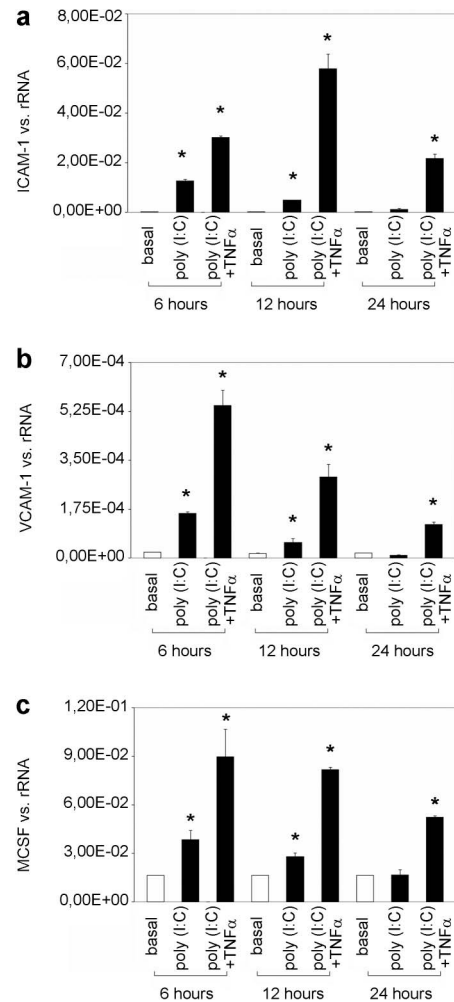 a
ICAM-1 vs. rRNA
8,00E-02
6,00E-02
4,00E-02
2,00E-02
0,00E+00
*
*
*
*
*
basal
poly (I:C)
poly (I:C)
+TNFα
basal
poly (I:C)
poly (I:C)
+TNFα
basal
poly (I:C)
poly (I:C)
+TNFα
6 hours
12 hours
24 hours
b
VCAM-1 vs. rRNA
7,00E-04
5,25E-04
3,50E-04
1,75E-04
0,00E+00
*
*
*
*
*
basal
poly (I:C)
poly (I:C)
+TNFα
basal
poly (I:C)
poly (I:C)
+TNFα
basal
poly (I:C)
poly (I:C)
+TNFα
6 hours
12 hours
24 hours
c
MCSF vs. rRNA
1,20E-01
9,00E-02
6,00E-02
3,00E-02
0,00E+00
*
*
*
*
*
basal
poly (I:C)
poly (I:C)
+TNFα
basal
poly (I:C)
poly (I:C)
+TNFα
basal
poly (I:C)
poly (I:C)
+TNFα
6 hours
12 hours
24 hours